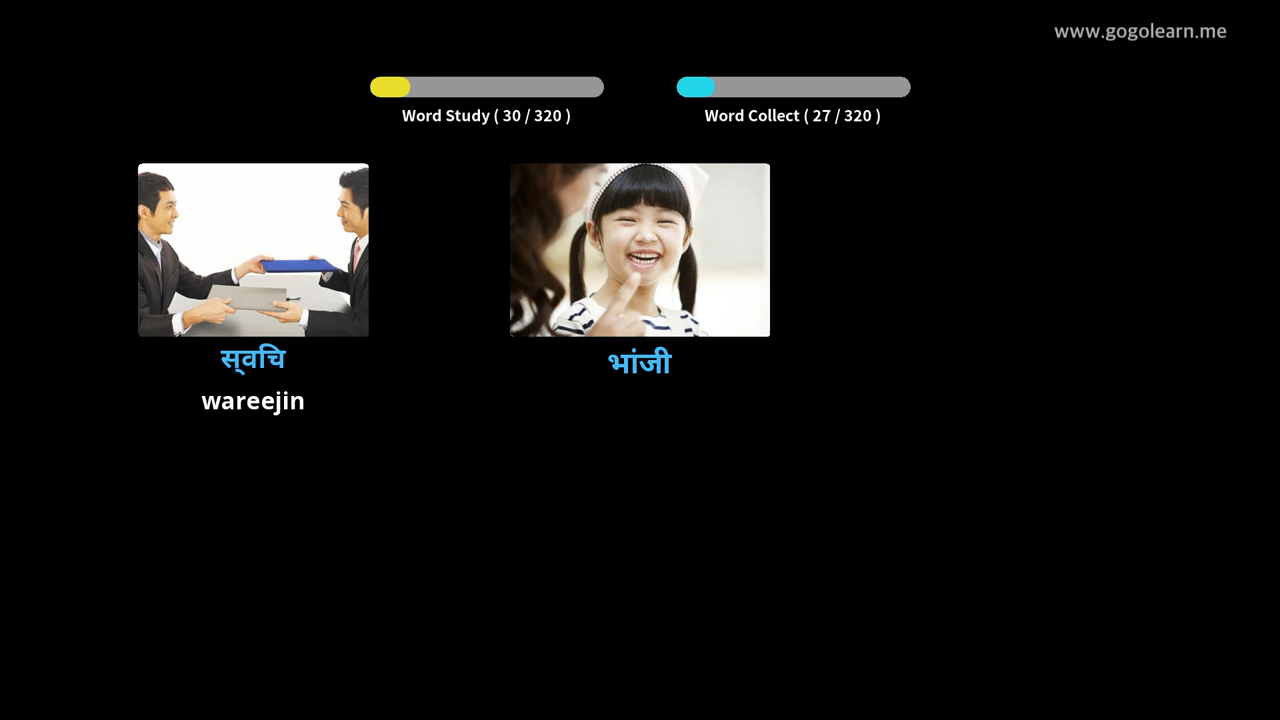 www.gogolearn.me
Word Study ( 30 / 320 )
Word Collect ( 27 / 320 )
स्वचि
wareejin
भांजी